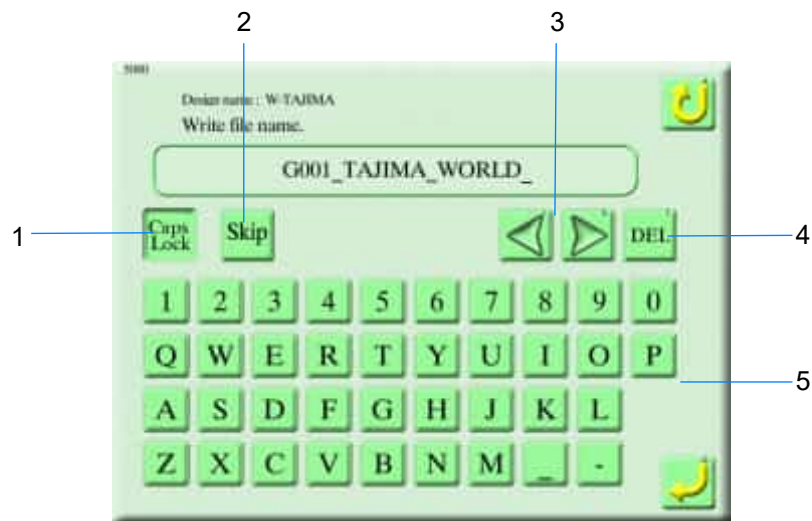 2 3
5000
Design name : W-TAJIMA
Write file name.
G001_TAJIMA_WORLD_
1 Caps Lock Skip DEL 4
1 2 3 4 5 6 7 8 9 0
Q W E R T Y U I O P
5
A S D F G H J K L
Z X C V B N M _ -